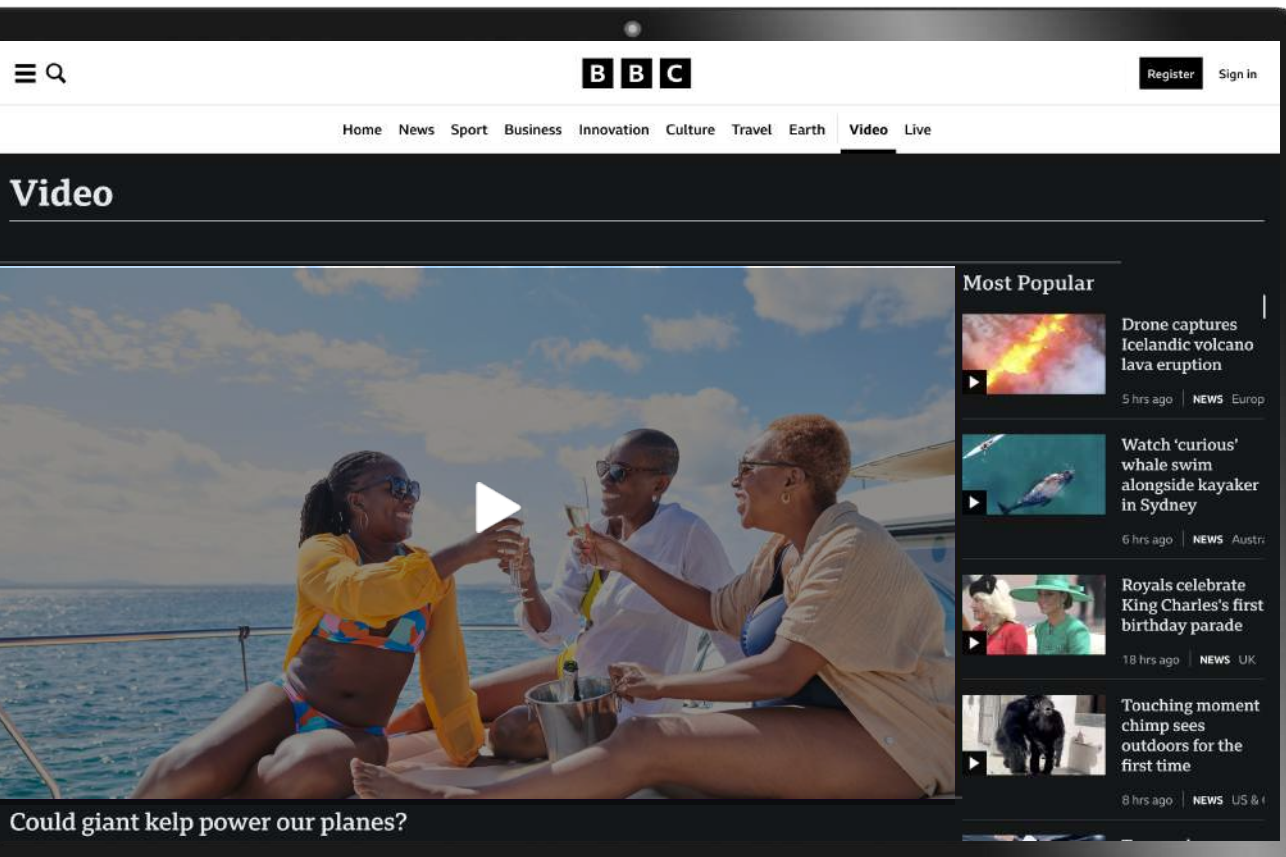 BBC
Register
Sign in
Home News Sport Business Innovation Culture Travel Earth Video Live
Video
Could giant kelp power our planes?
Most Popular
Drone captures
Icelandic volcano
lava eruption
5 hrs ago NEWS Europ
Watch ‘curious’
whale swim
alongside kayaker
in Sydney
6 hrs ago NEWS Austr
Royals celebrate
King Charles's first
birthday parade
18 hrs ago NEWS UK
Touching moment
chimp sees
outdoors for the
first time
8 hrs ago NEWS US &